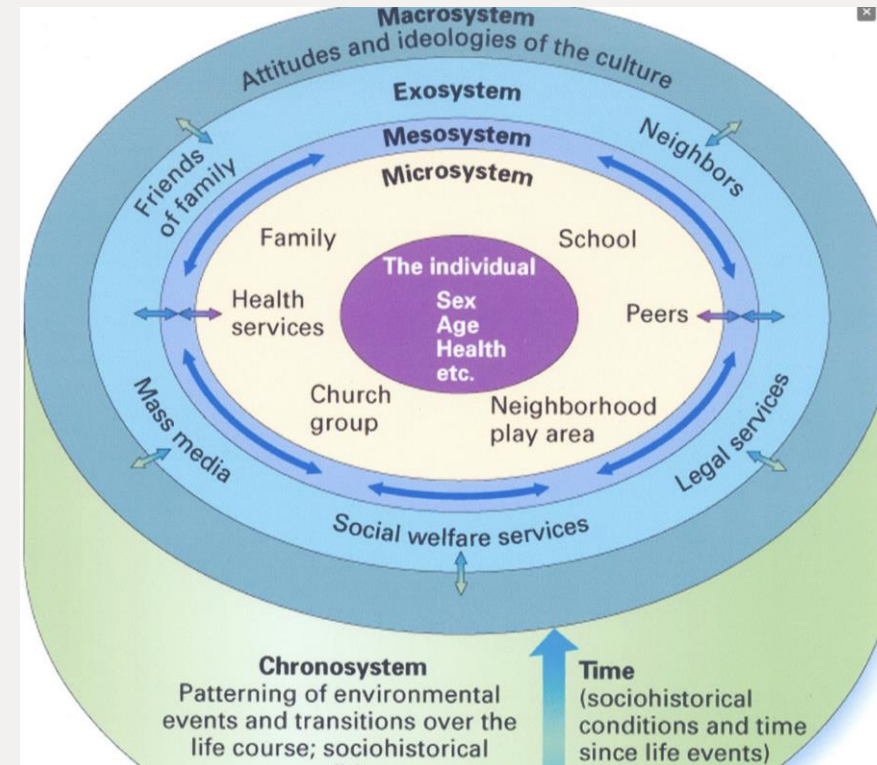 Macrosystem
Attitudes and ideologies of the culture
Exosystem
Mesosystem
Microsystem
Friends
of family
Neighbors
Family
School
The individual
Sex
Age
Health
etc.
Health
services
Peers
Church
group
Neighborhood
play area
Mass media
Legal services
Social welfare services
Chronosystem
Patterning of environmental
events and transitions over the
life course; sociohistorical
Time
(sociohistorical
conditions and time
since life events)